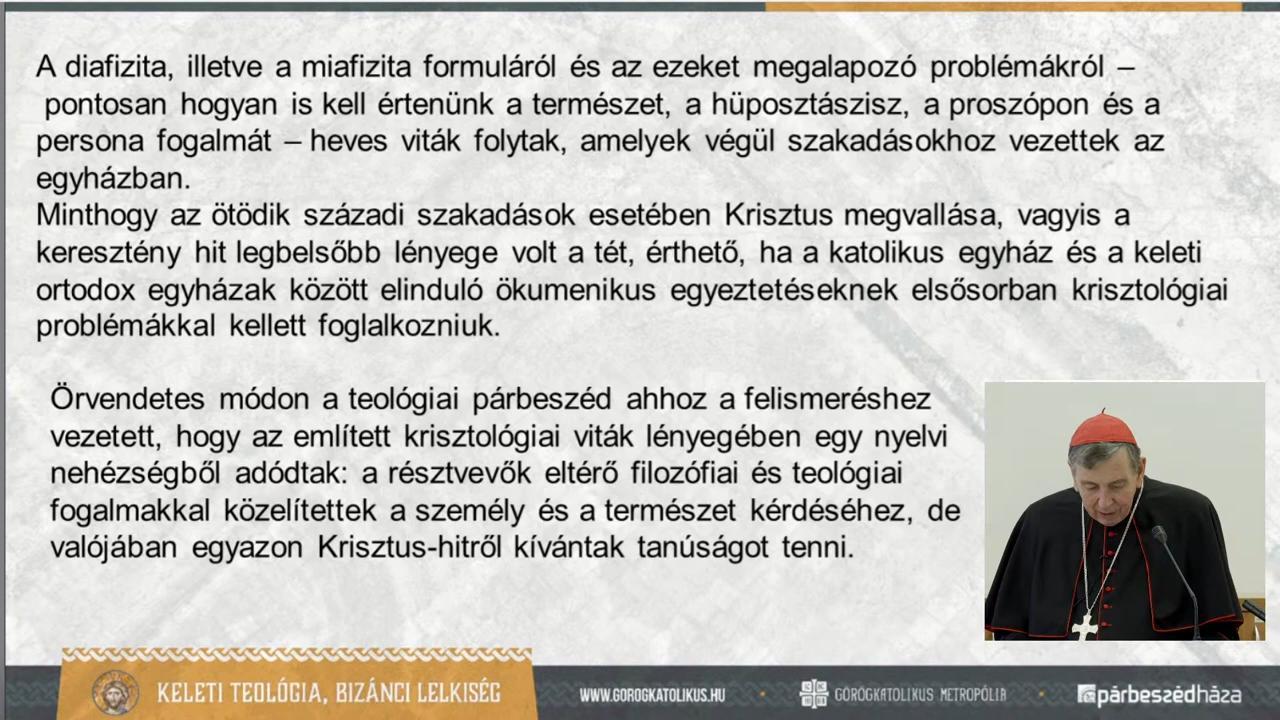 A diafizita, illetve a miafizita formuláról és az ezeket megalapozó problémákról –
pontosan hogyan is kell értenünk a természet, a hüposztászisz, a proszópon és a
persona fogalmát – heves viták folytak, amelyek végül szakadásokhoz vezettek az
egyházban.
Minthogy az ötödik századi szakadások esetében Krisztus megvallása, vagyis a
keresztény hit legbelsőbb lényege volt a tét, érthető, ha a katolikus egyház és a keleti
ortodox egyházak között elinduló ökumenikus egyeztetéseknek elsősorban krisztológiai
problémákkal kellett foglalkozniuk.
Örvendetes módon a teológiai párbeszéd ahhoz a felismeréshez
vezetett, hogy az említett krisztológiai viták lényegében egy nyelvi
nehézségből adódtak: a résztvevők eltérő filozófiai és teológiai
fogalmakkal közelítettek a személy és a természet kérdéséhez, de
valójában egyazon Krisztus-hitről kívántak tanúságot tenni.
KELETI TEOLÓGIA, BIZÁNCI LELKISÉG
WWW.GOROGKATOLIKUS.HU
GÖRÖGKATOLIKUS METROPÓLIA
párbeszédháza